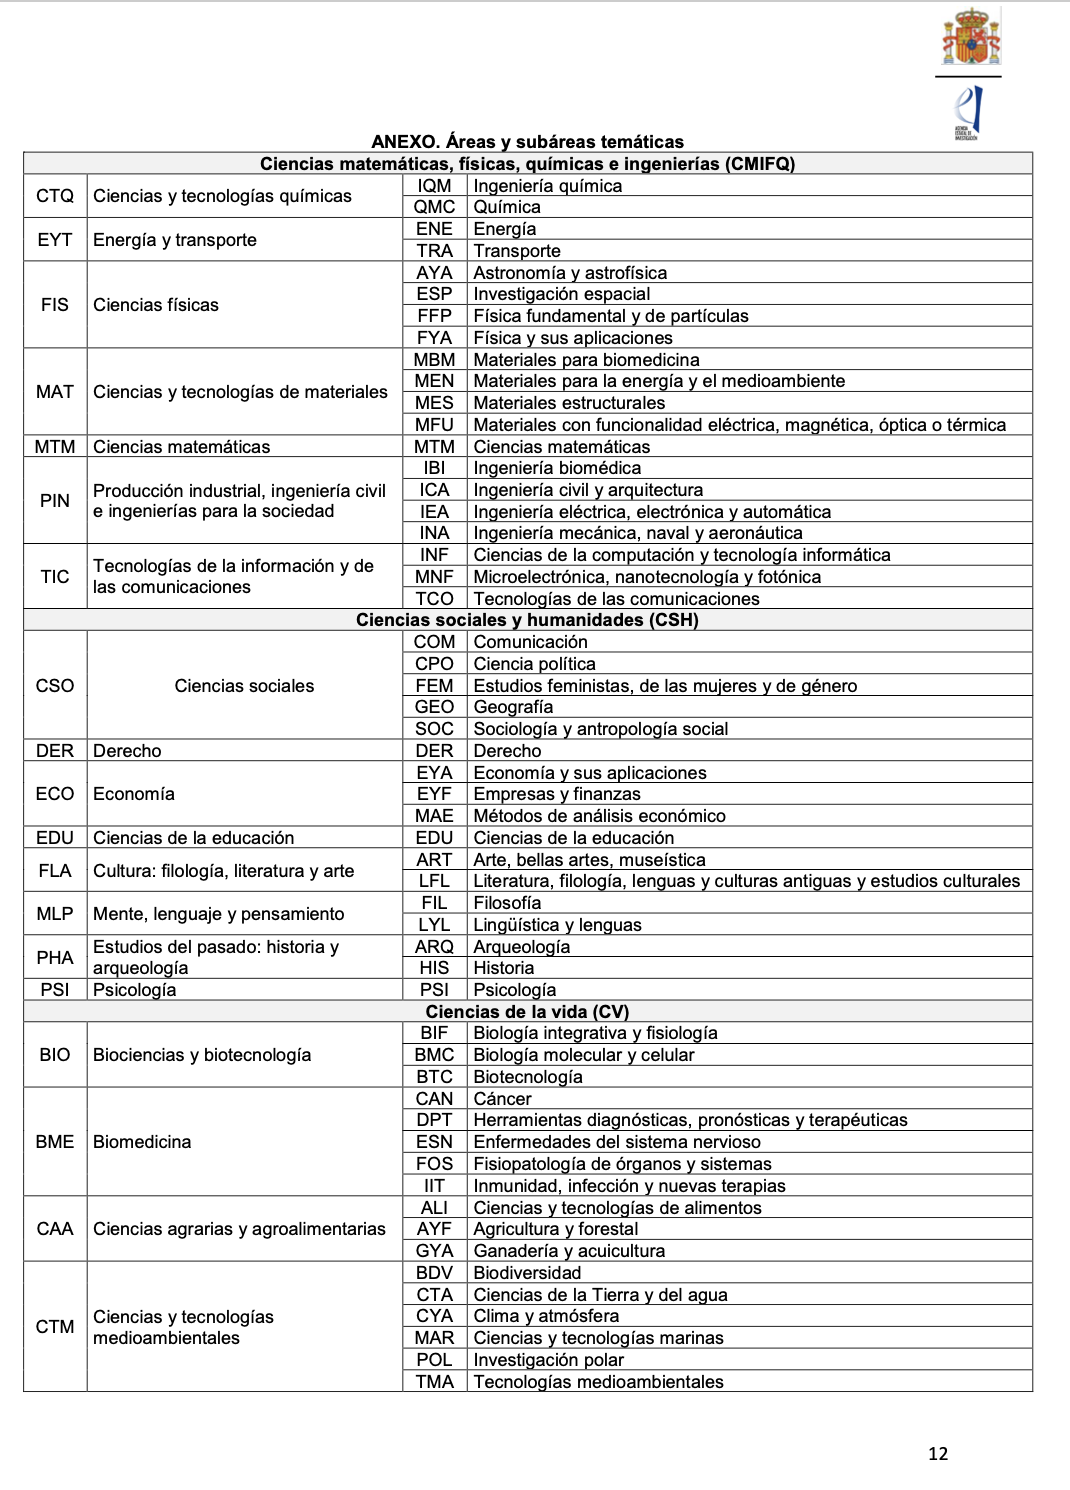 AGENCIA
ESTATAL DE
INVESTIGACIÓN
ANEXO. Áreas y subáreas temáticas
Ciencias matemáticas, físicas, químicas e ingenierías (CMIFQ)
CTQ Ciencias y tecnologías químicas
IQM Ingeniería química
QMC Química
EYT Energía y transporte
ENE Energía
TRA Transporte
FIS Ciencias físicas
AYA Astronomía y astrofísica
ESP Investigación espacial
FFP Física fundamental y de partículas
FYA Física y sus aplicaciones
MAT Ciencias y tecnologías de materiales
MBM Materiales para biomedicina
MEN Materiales para la energía y el medioambiente
MES Materiales estructurales
MFU Materiales con funcionalidad eléctrica, magnética, óptica o térmica
MTM Ciencias matemáticas MTM Ciencias matemáticas
PIN Producción industrial, ingeniería civil
e ingenierías para la sociedad
IBI Ingeniería biomédica
ICA Ingeniería civil y arquitectura
IEA Ingeniería eléctrica, electrónica y automática
INA Ingeniería mecánica, naval y aeronáutica
TIC Tecnologías de la información y de
las comunicaciones
INF Ciencias de la computación y tecnología informática
MNF Microelectrónica, nanotecnología y fotónica
TCO Tecnologías de las comunicaciones
Ciencias sociales y humanidades (CSH)
CSO Ciencias sociales
COM Comunicación
CPO Ciencia política
FEM Estudios feministas, de las mujeres y de género
GEO Geografía
SOC Sociología y antropología social
DER Derecho DER Derecho
ECO Economía
EYA Economía y sus aplicaciones
EYF Empresas y finanzas
MAE Métodos de análisis económico
EDU Ciencias de la educación EDU Ciencias de la educación
FLA Cultura: filología, literatura y arte
ART Arte, bellas artes, museística
LFL Literatura, filología, lenguas y culturas antiguas y estudios culturales
MLP Mente, lenguaje y pensamiento
FIL Filosofía
LYL Lingüística y lenguas
PHA Estudios del pasado: historia y
arqueología
ARQ Arqueología
HIS Historia
PSI Psicología PSI Psicología
Ciencias de la vida (CV)
BIO Biociencias y biotecnología
BIF Biología integrativa y fisiología
BMC Biología molecular y celular
BTC Biotecnología
BME Biomedicina
CAN Cáncer
DPT Herramientas diagnósticas, pronósticas y terapéuticas
ESN Enfermedades del sistema nervioso
FOS Fisiopatología de órganos y sistemas
IIT Inmunidad, infección y nuevas terapias
CAA Ciencias agrarias y agroalimentarias
ALI Ciencias y tecnologías de alimentos
AYF Agricultura y forestal
GYA Ganadería y acuicultura
CTM Ciencias y tecnologías
medioambientales
BDV Biodiversidad
CTA Ciencias de la Tierra y del agua
CYA Clima y atmósfera
MAR Ciencias y tecnologías marinas
POL Investigación polar
TMA Tecnologías medioambientales
12